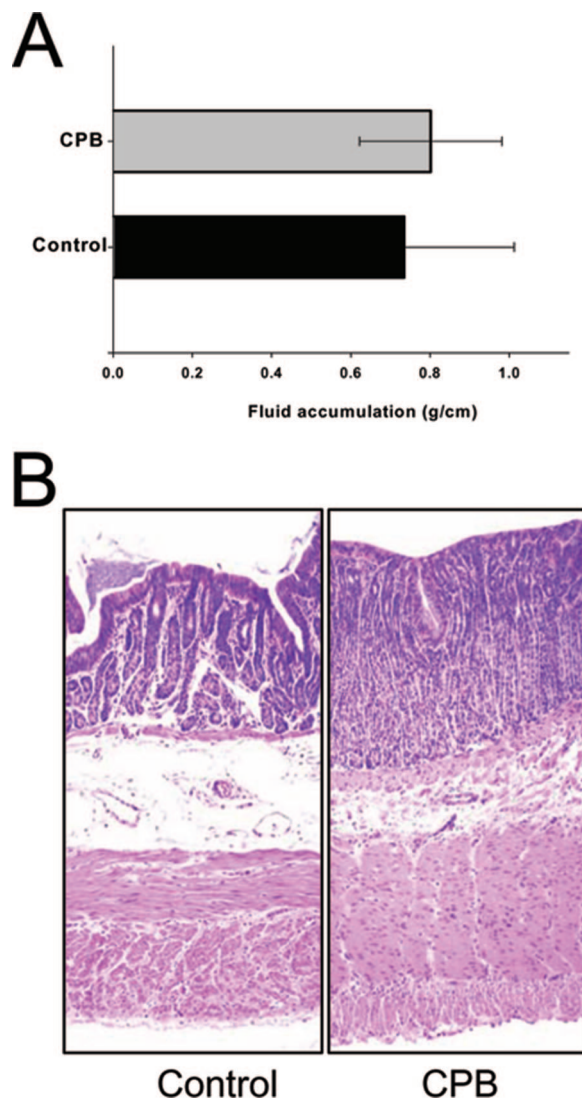 A
CPB
Control
0.0 0.2 0.4 0.6 0.8 1.0
Fluid accumulation (g/cm)
B
Control CPB